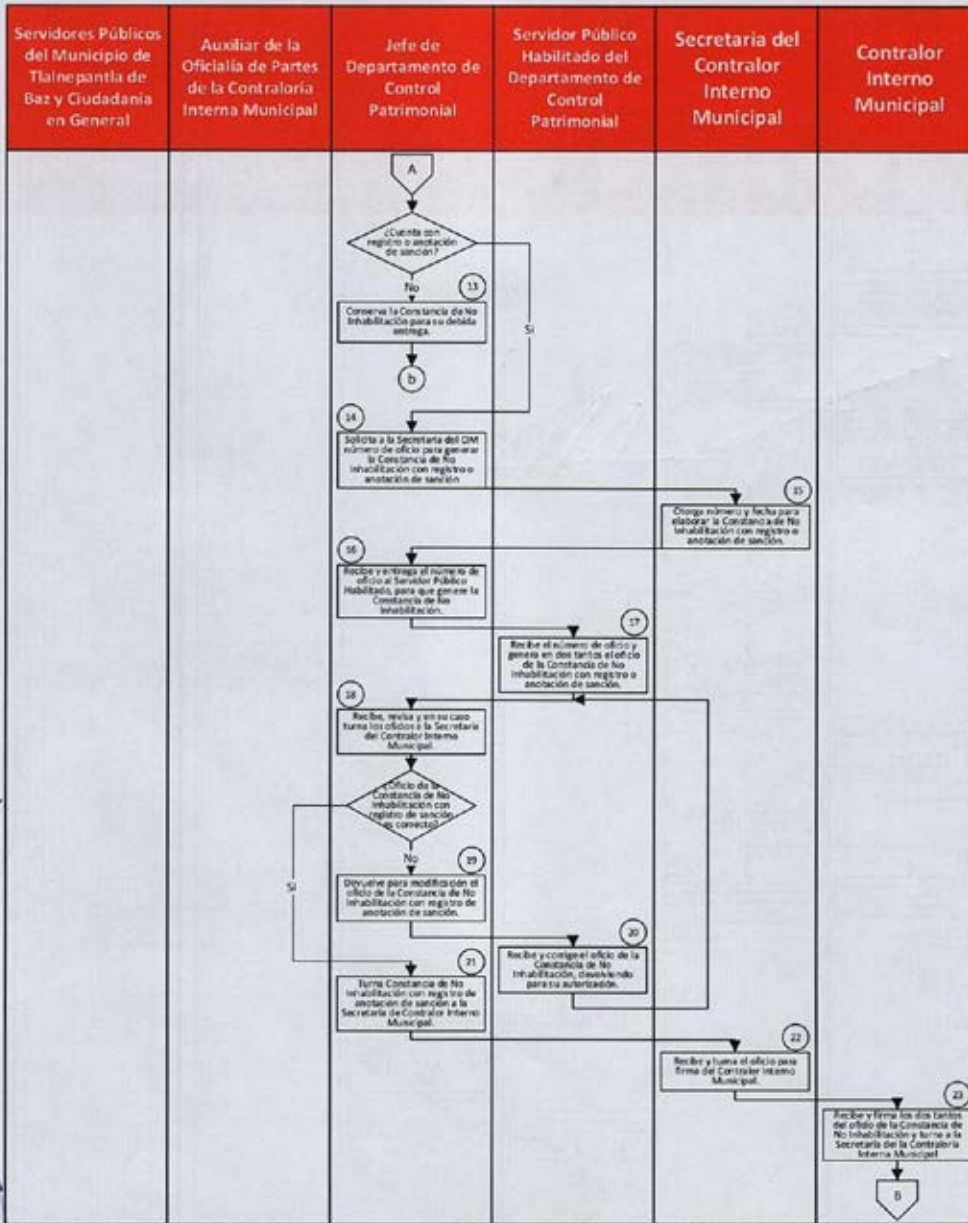 Servidores Públicos
del Municipio de
Tlalnepantla de
Baz y Ciudadanía
en General
Auxiliar de la
Oficialía de Partes
de la Contraloría
Interna Municipal
Jefe de
Departamento de
Control
Patrimonial
Servidor Público
Habilitado del
Departamento de
Control
Patrimonial
Secretaria del
Contralor
Interno
Municipal
Contralor
Interno
Municipal
A
¿Cuenta con
registro o anotación
de sanción?
No
Si
13
Conserva la Constancia de No
Inhabilitación para su debida
entrega.
b
14
Solicita a la Secretaria del CIM
número de oficio para generar
la Constancia de No
Inhabilitación con registro o
anotación de sanción
15
Otorga número y fecha para
elaborar la Constancia de No
Inhabilitación con registro o
anotación de sanción.
16
Recibe y entrega el número de
oficio al Servidor Público
Habilitado, para que genere la
Constancia de No
Inhabilitación.
17
Recibe el número de oficio y
genera en dos tantos el oficio
de la Constancia de No
Inhabilitación con registro o
anotación de sanción.
18
Recibe, revisa y en su caso
turna los oficios a la Secretaria
del Contralor Interno
Municipal.
¿Oficio de la
Constancia de No
Inhabilitación con
registro de sanción
es correcto?
No
Si
19
Devuelve para modificación el
oficio de la Constancia de No
Inhabilitación con registro de
anotación de sanción.
20
Recibe y corrige el oficio de la
Constancia de No
Inhabilitación, devolviendo
para su autorización.
21
Turna Constancia de No
Inhabilitación con registro de
anotación de sanción a la
Secretaría de Contralor Interno
Municipal.
22
Recibe y turna el oficio para
firma del Contralor Interno
Municipal.
23
Recibe y firma los dos tantos
del oficio de la Constancia de
No Inhabilitación y turna a la
Secretaría del la Contraloría
Interna Municipal
B